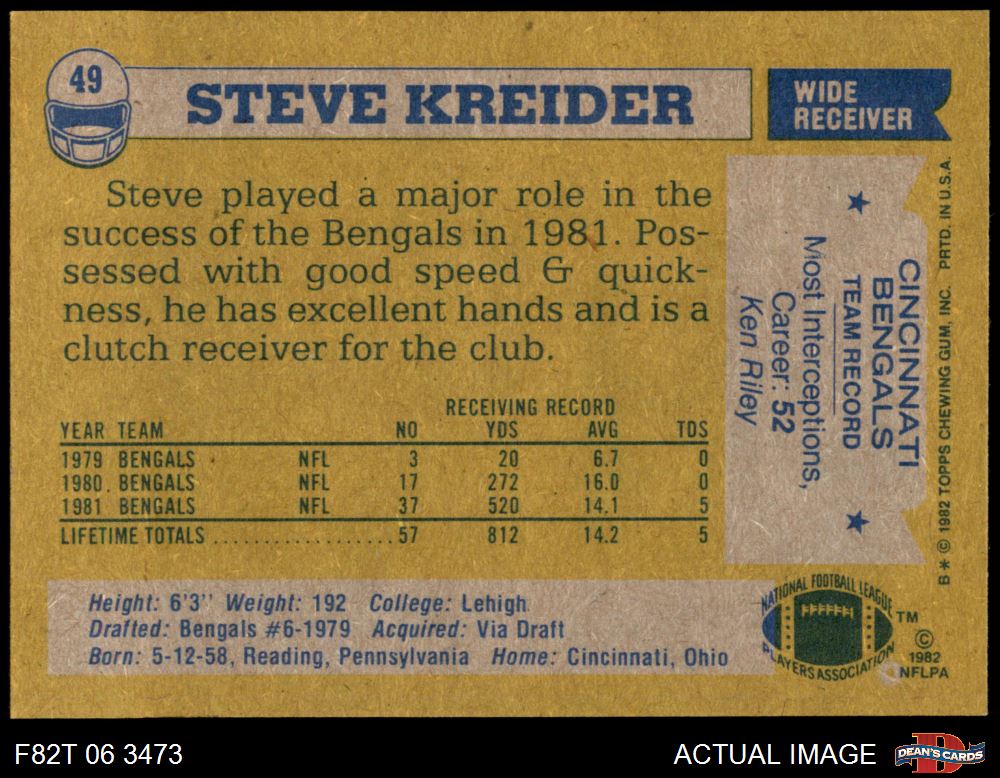 49
STEVE KREIDER
WIDE
RECEIVER
Steve played a major role in the
success of the Bengals in 1981. Pos-
sessed with good speed & quick-
ness, he has excellent hands and is a
clutch receiver for the club.
RECEIVING RECORD
YEAR TEAM NO YDS AVG TDS
1979 BENGALS NFL 3 20 6.7 0
1980 BENGALS NFL 17 272 16.0 0
1981 BENGALS NFL 37 520 14.1 5
LIFETIME TOTALS ..................57 812 14.2 5
CINCINNATI
BENGALS
TEAM RECORD
Most Interceptions,
Career: 52
Ken Riley
B* © 1982 TOPPS CHEWING GUM, INC. PRTD. IN U.S.A.
Height: 6'3" Weight: 192 College: Lehigh
Drafted: Bengals #6-1979 Acquired: Via Draft
Born: 5-12-58, Reading, Pennsylvania Home: Cincinnati, Ohio
NATIONAL FOOTBALL LEAGUE
PLAYERS ASSOCIATION
TM
©
1982
NFLPA
F82T 06 3473
ACTUAL IMAGE
DEAN'S CARDS